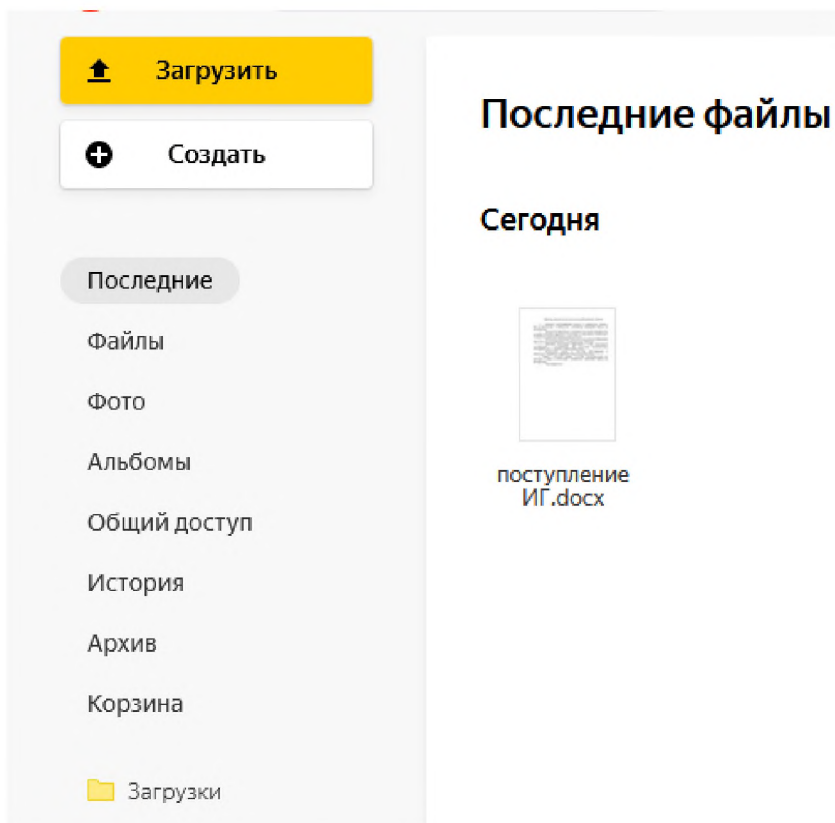 Загрузить
Создать
Последние
Файлы
Фото
Альбомы
Общий доступ
История
Архив
Корзина
Загрузки
Последние файлы
Сегодня
поступление
ИГ.docx